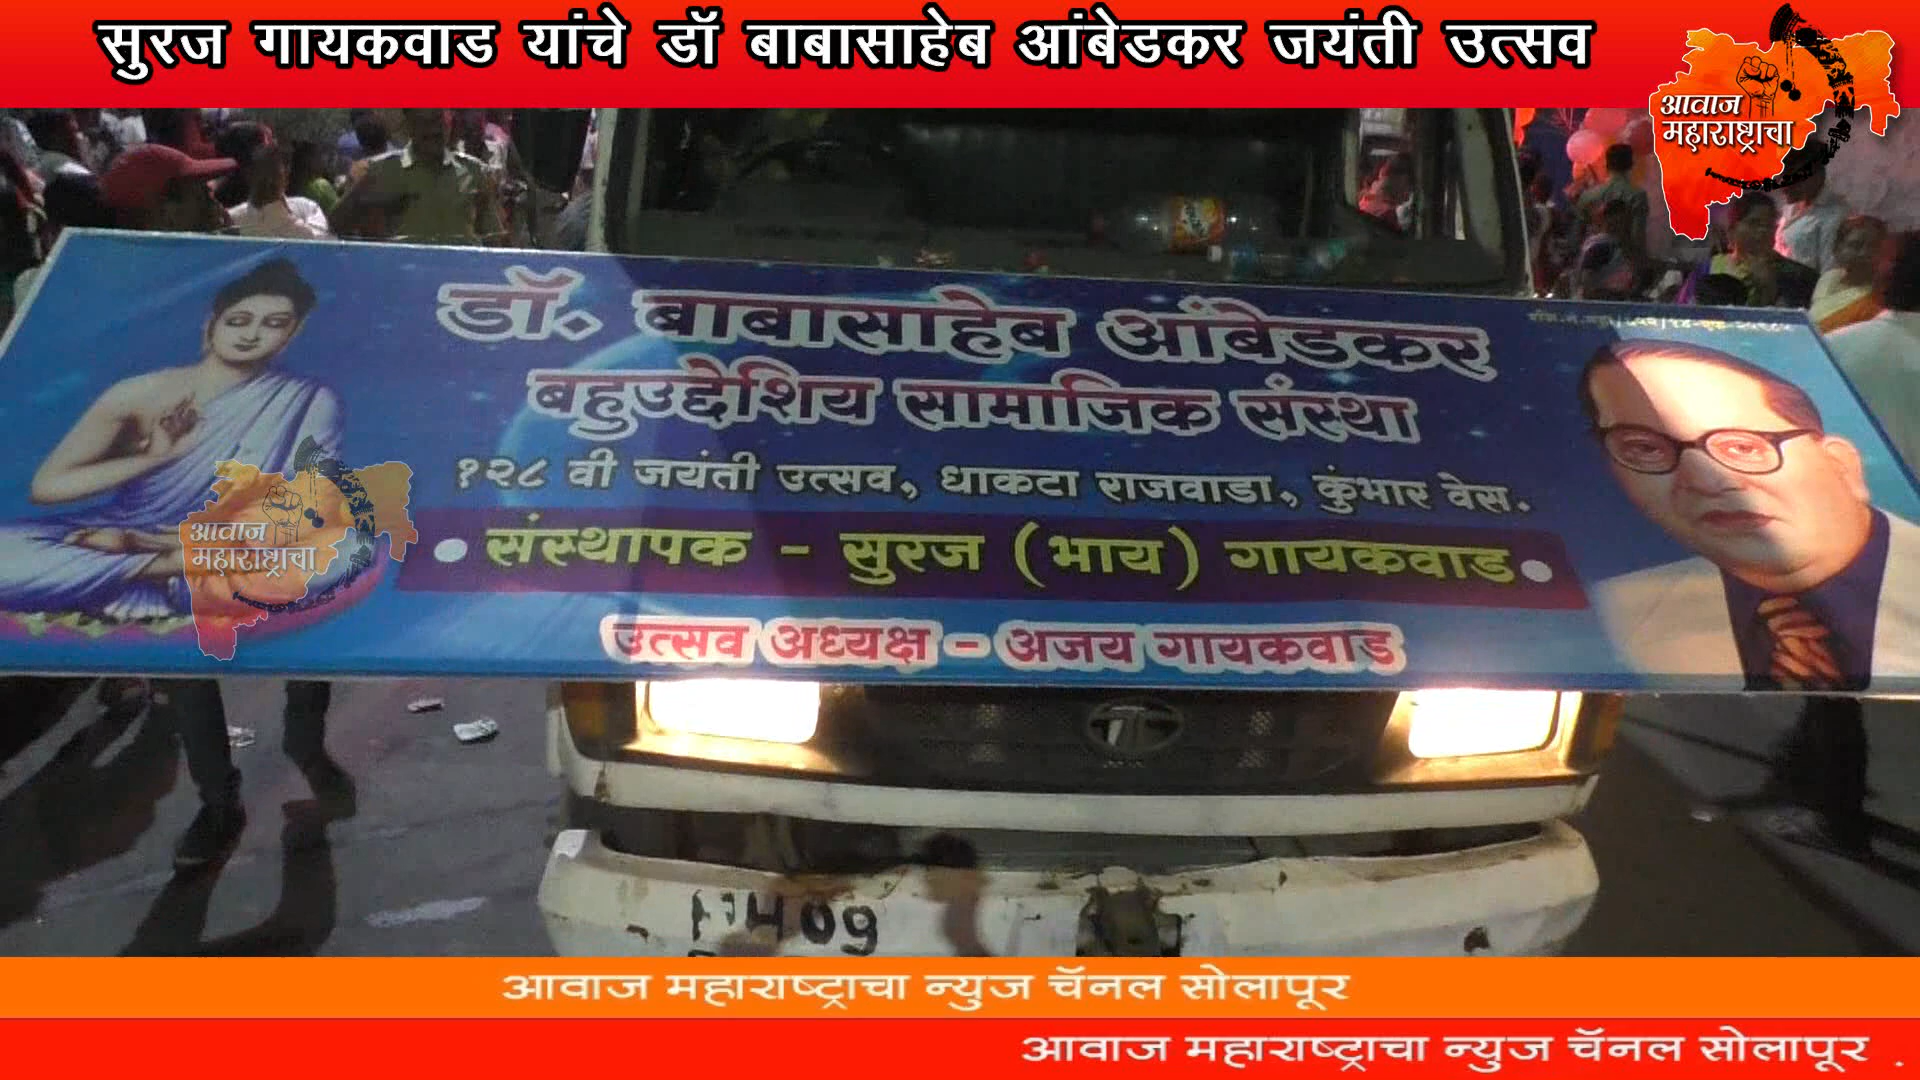 सुरज गायकवाड यांचे डॉ बाबासाहेब आंबेडकर जयंती उत्सव
आवाज
महाराष्ट्राचा
डॉ. बाबासाहेब आंबेडकर
बहुउद्देशिय सामाजिक संस्था
१२८ वी जयंती उत्सव, धाकटा राजवाडा, कुंभार वेस.
संस्थापक - सुरज (भाय) गायकवाड
उत्सव अध्यक्ष - अजय गायकवाड
आवाज
महाराष्ट्राचा
09
आवाज महाराष्ट्राचा न्युज चॅनल सोलापूर
आवाज महाराष्ट्राचा न्युज चॅनल सोलापूर .